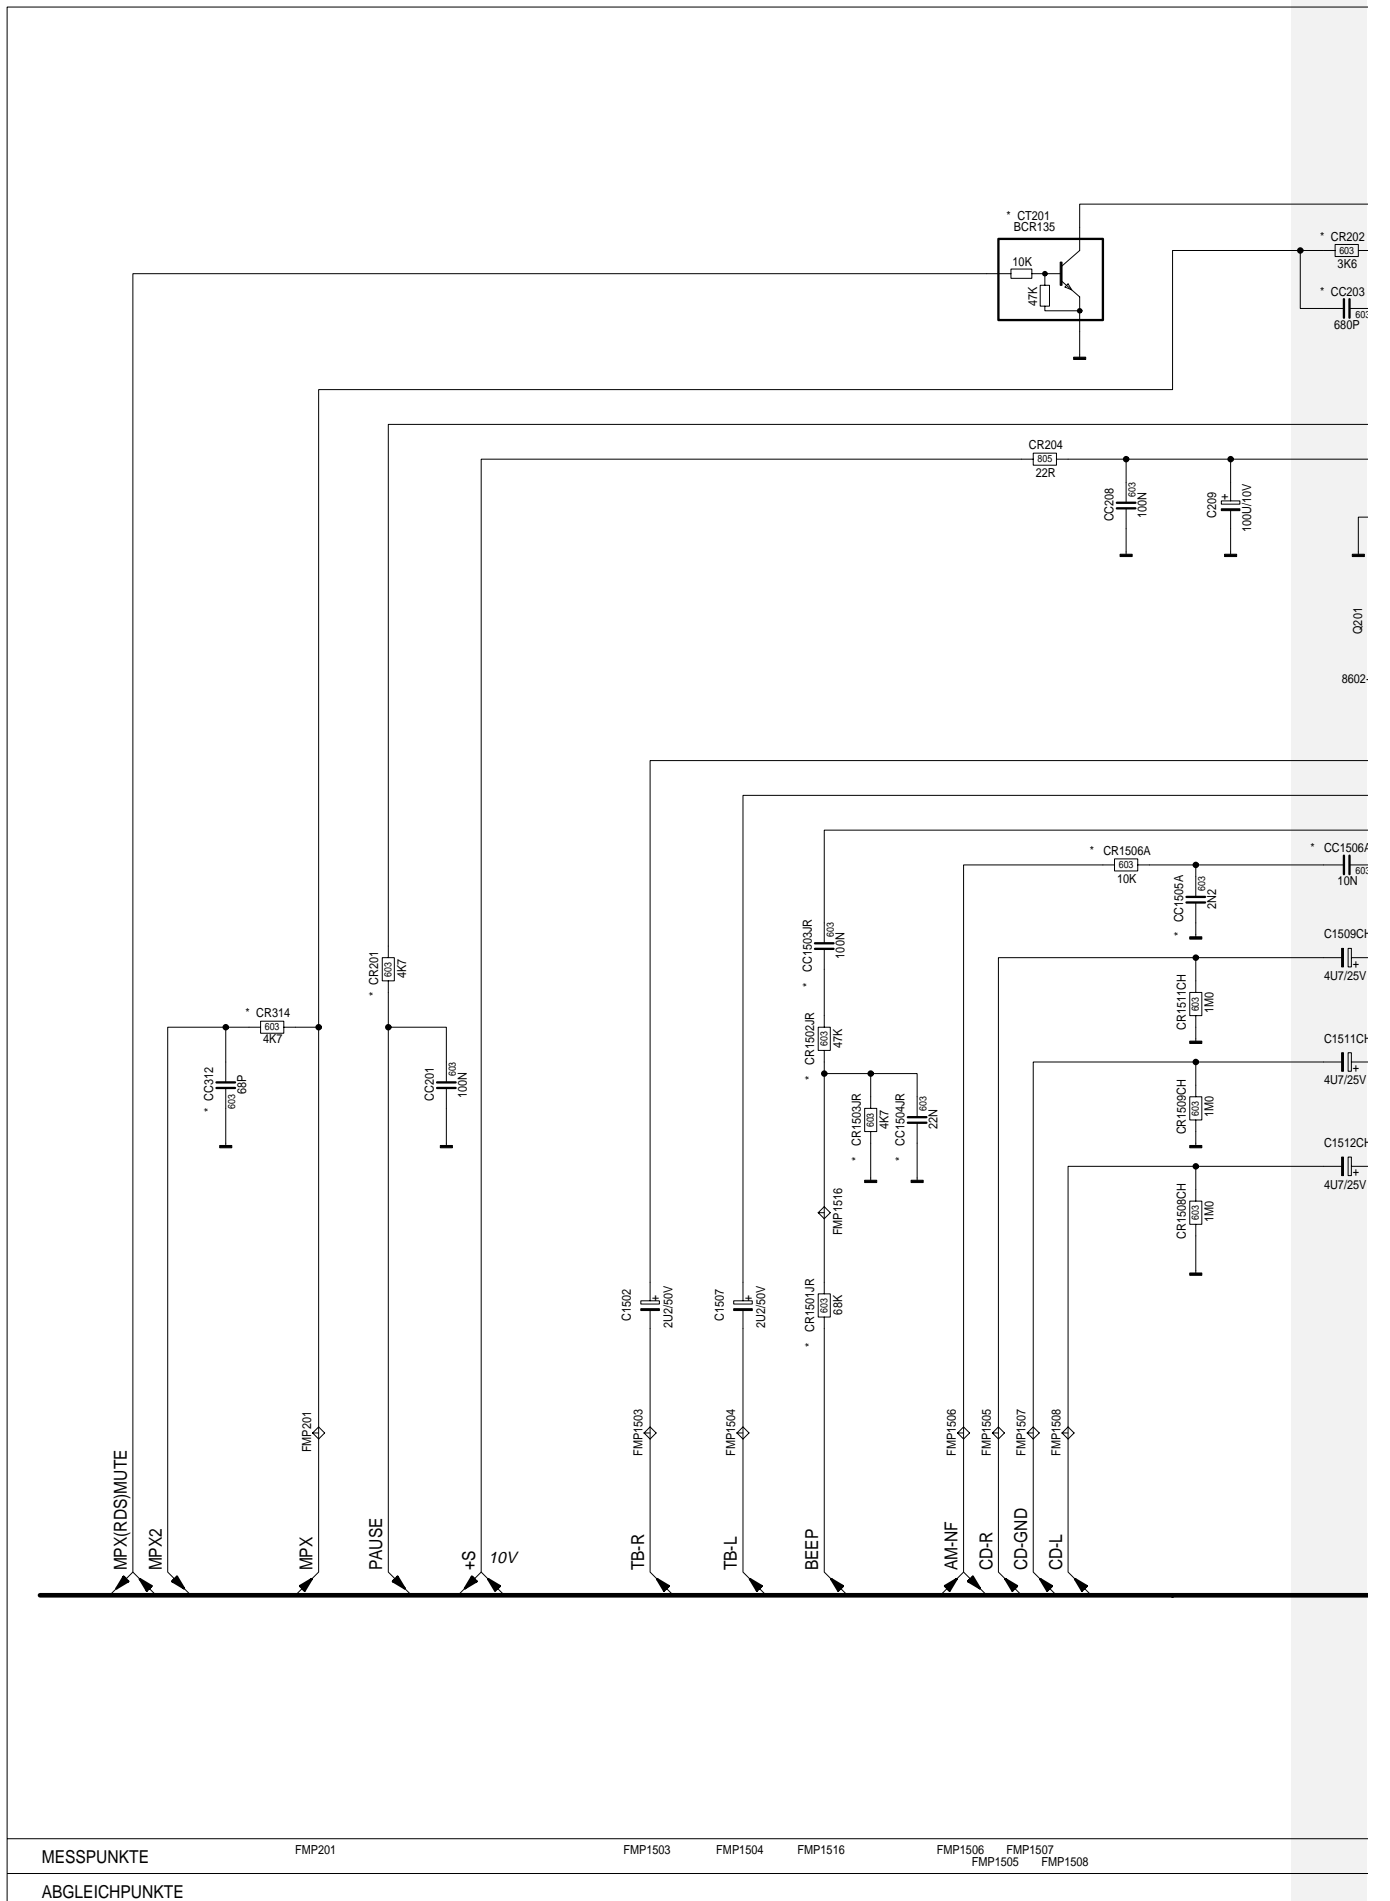 * CT201
BCR135
10K
47K
* CR202
603
3K6
* CC203
603
680P
CR204
805
22R
CC208
603
100N
C209
+
100U/10V
Q201
8602-
* CR1506A
603
10K
* CC1505A
603
2N2
* CC1506A
603
10N
C1509CH
+
4U7/25V
* CC1503JR
603
100N
* CR201
603
4K7
CR1511CH
603
1M0
* CR314
603
4K7
* CR1502JR
603
47K
C1511CH
+
4U7/25V
* CC312
603
68P
CC201
603
100N
* CR1503JR
603
4K7
* CC1504JR
603
22N
CR1509CH
603
1M0
C1512CH
+
4U7/25V
FMP1516
CR1508CH
603
1M0
C1502
+
2U2/50V
C1507
+
2U2/50V
* CR1501JR
603
68K
FMP201
FMP1503
FMP1504
FMP1506
FMP1505
FMP1507
FMP1508
MPX(RDS)MUTE
MPX2
MPX
PAUSE
+S 10V
TB-R
TB-L
BEEP
AM-NF
CD-R
CD-GND
CD-L
MESSPUNKTE FMP201 FMP1503 FMP1504 FMP1516 FMP1506 FMP1507
FMP1505 FMP1508
ABGLEICHPUNKTE